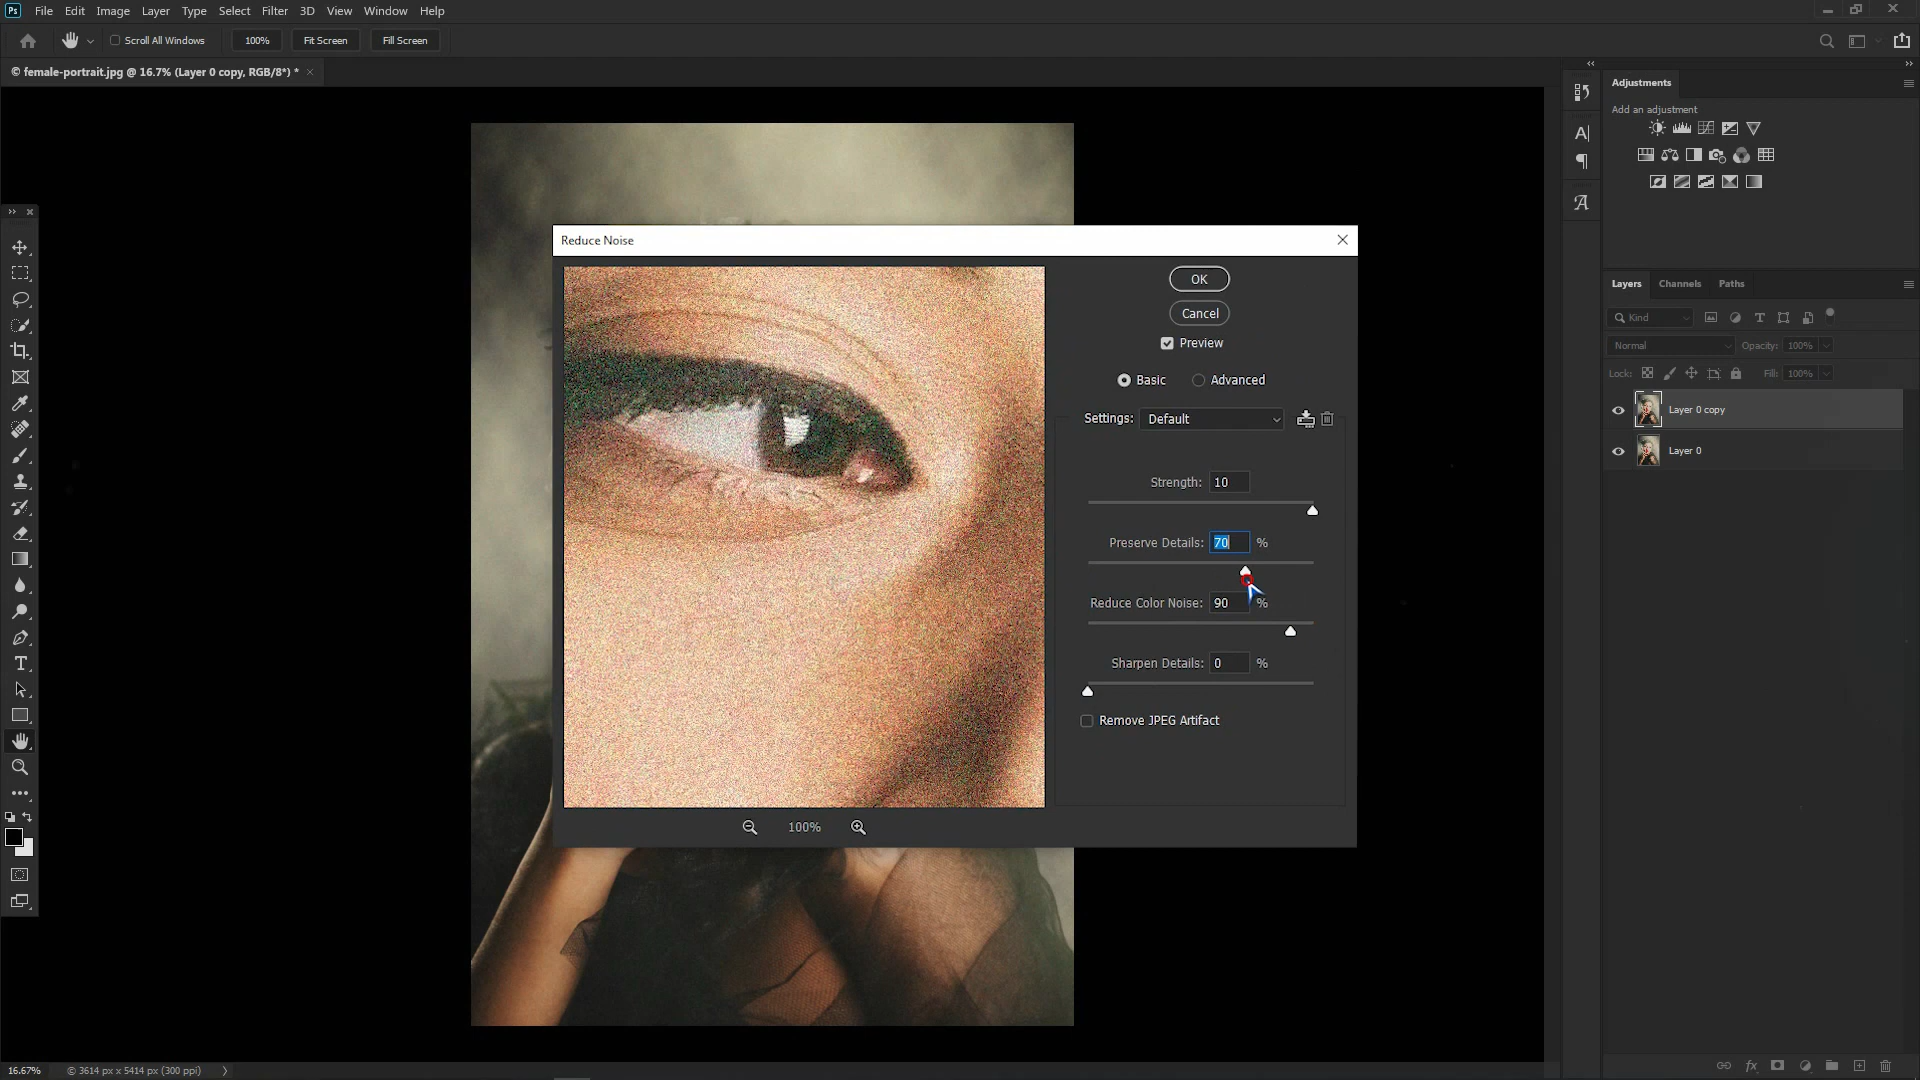 Ps File Edit Image Layer Type Select Filter 3D View Window Help
Scroll All Windows 100% Fit Screen Fill Screen
© female-portrait.jpg @ 16.7% (Layer 0 copy, RGB/8*) * ×
Adjustments
Add an adjustment
Reduce Noise
OK
Cancel
Preview
Basic Advanced
Settings: Default
Strength: 10
Preserve Details: 70 %
Reduce Color Noise: 90 %
Sharpen Details: 0 %
Remove JPEG Artifact
100%
Layers Channels Paths
Kind
Normal Opacity: 100%
Lock: Fill: 100%
Layer 0 copy
Layer 0
16.67% © 3614 px x 5414 px (300 ppi)